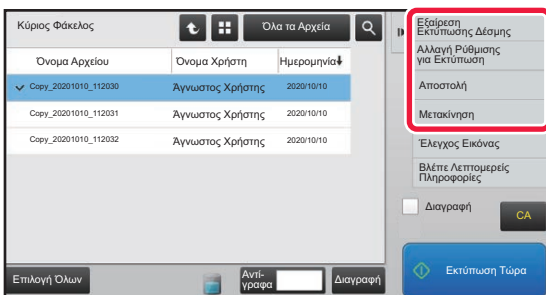 Κύριος Φάκελος
Όλα τα Αρχεία
Όνομα Αρχείου
Όνομα Χρήστη
Ημερομηνία
Copy_20201010_112030
Άγνωστος Χρήστης
2020/10/10
Copy_20201010_112031
Άγνωστος Χρήστης
2020/10/10
Copy_20201010_112032
Άγνωστος Χρήστης
2020/10/10
Επιλογή Όλων
Αντί-
γραφα
Διαγραφή
Εξαίρεση
Εκτύπωσης Δέσμης
Αλλαγή Ρύθμισης
για Εκτύπωση
Αποστολή
Μετακίνηση
Έλεγχος Εικόνας
Βλέπε Λεπτομερείς
Πληροφορίες
Διαγραφή
CA
Εκτύπωση Τώρα